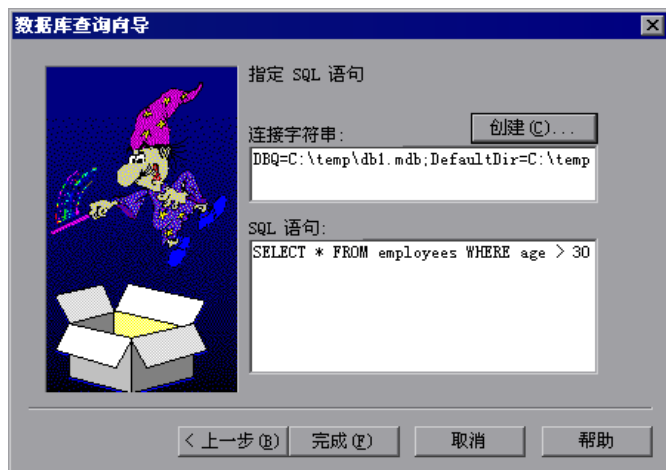 数据库查询向导
指定 SQL 语句
连接字符串:
创建(C)...
DBQ=C:\temp\db1.mdb;DefaultDir=C:\temp
SQL 语句:
SELECT * FROM employees WHERE age > 30
< 上一步(B)
完成(F)
取消
帮助